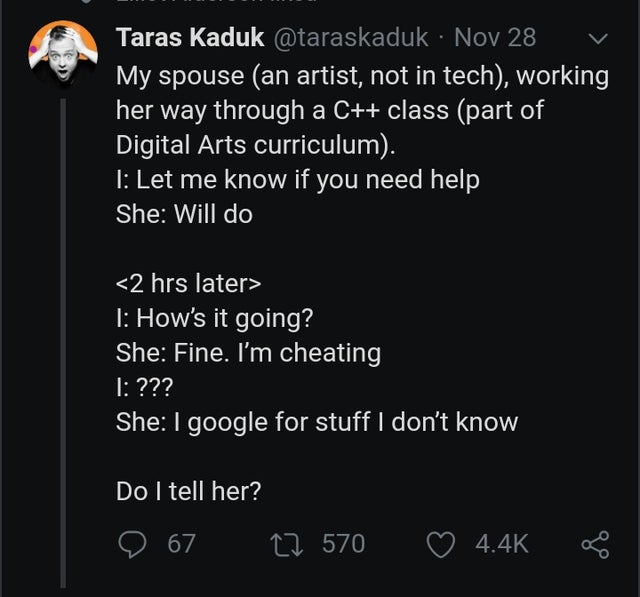 Taras Kaduk @taraskaduk · Nov 28
My spouse (an artist, not in tech), working
her way through a C++ class (part of
Digital Arts curriculum).
I: Let me know if you need help
She: Will do
<2 hrs later>
I: How's it going?
She: Fine. I'm cheating
I: ???
She: I google for stuff I don't know
Do I tell her?
67 570 4.4K